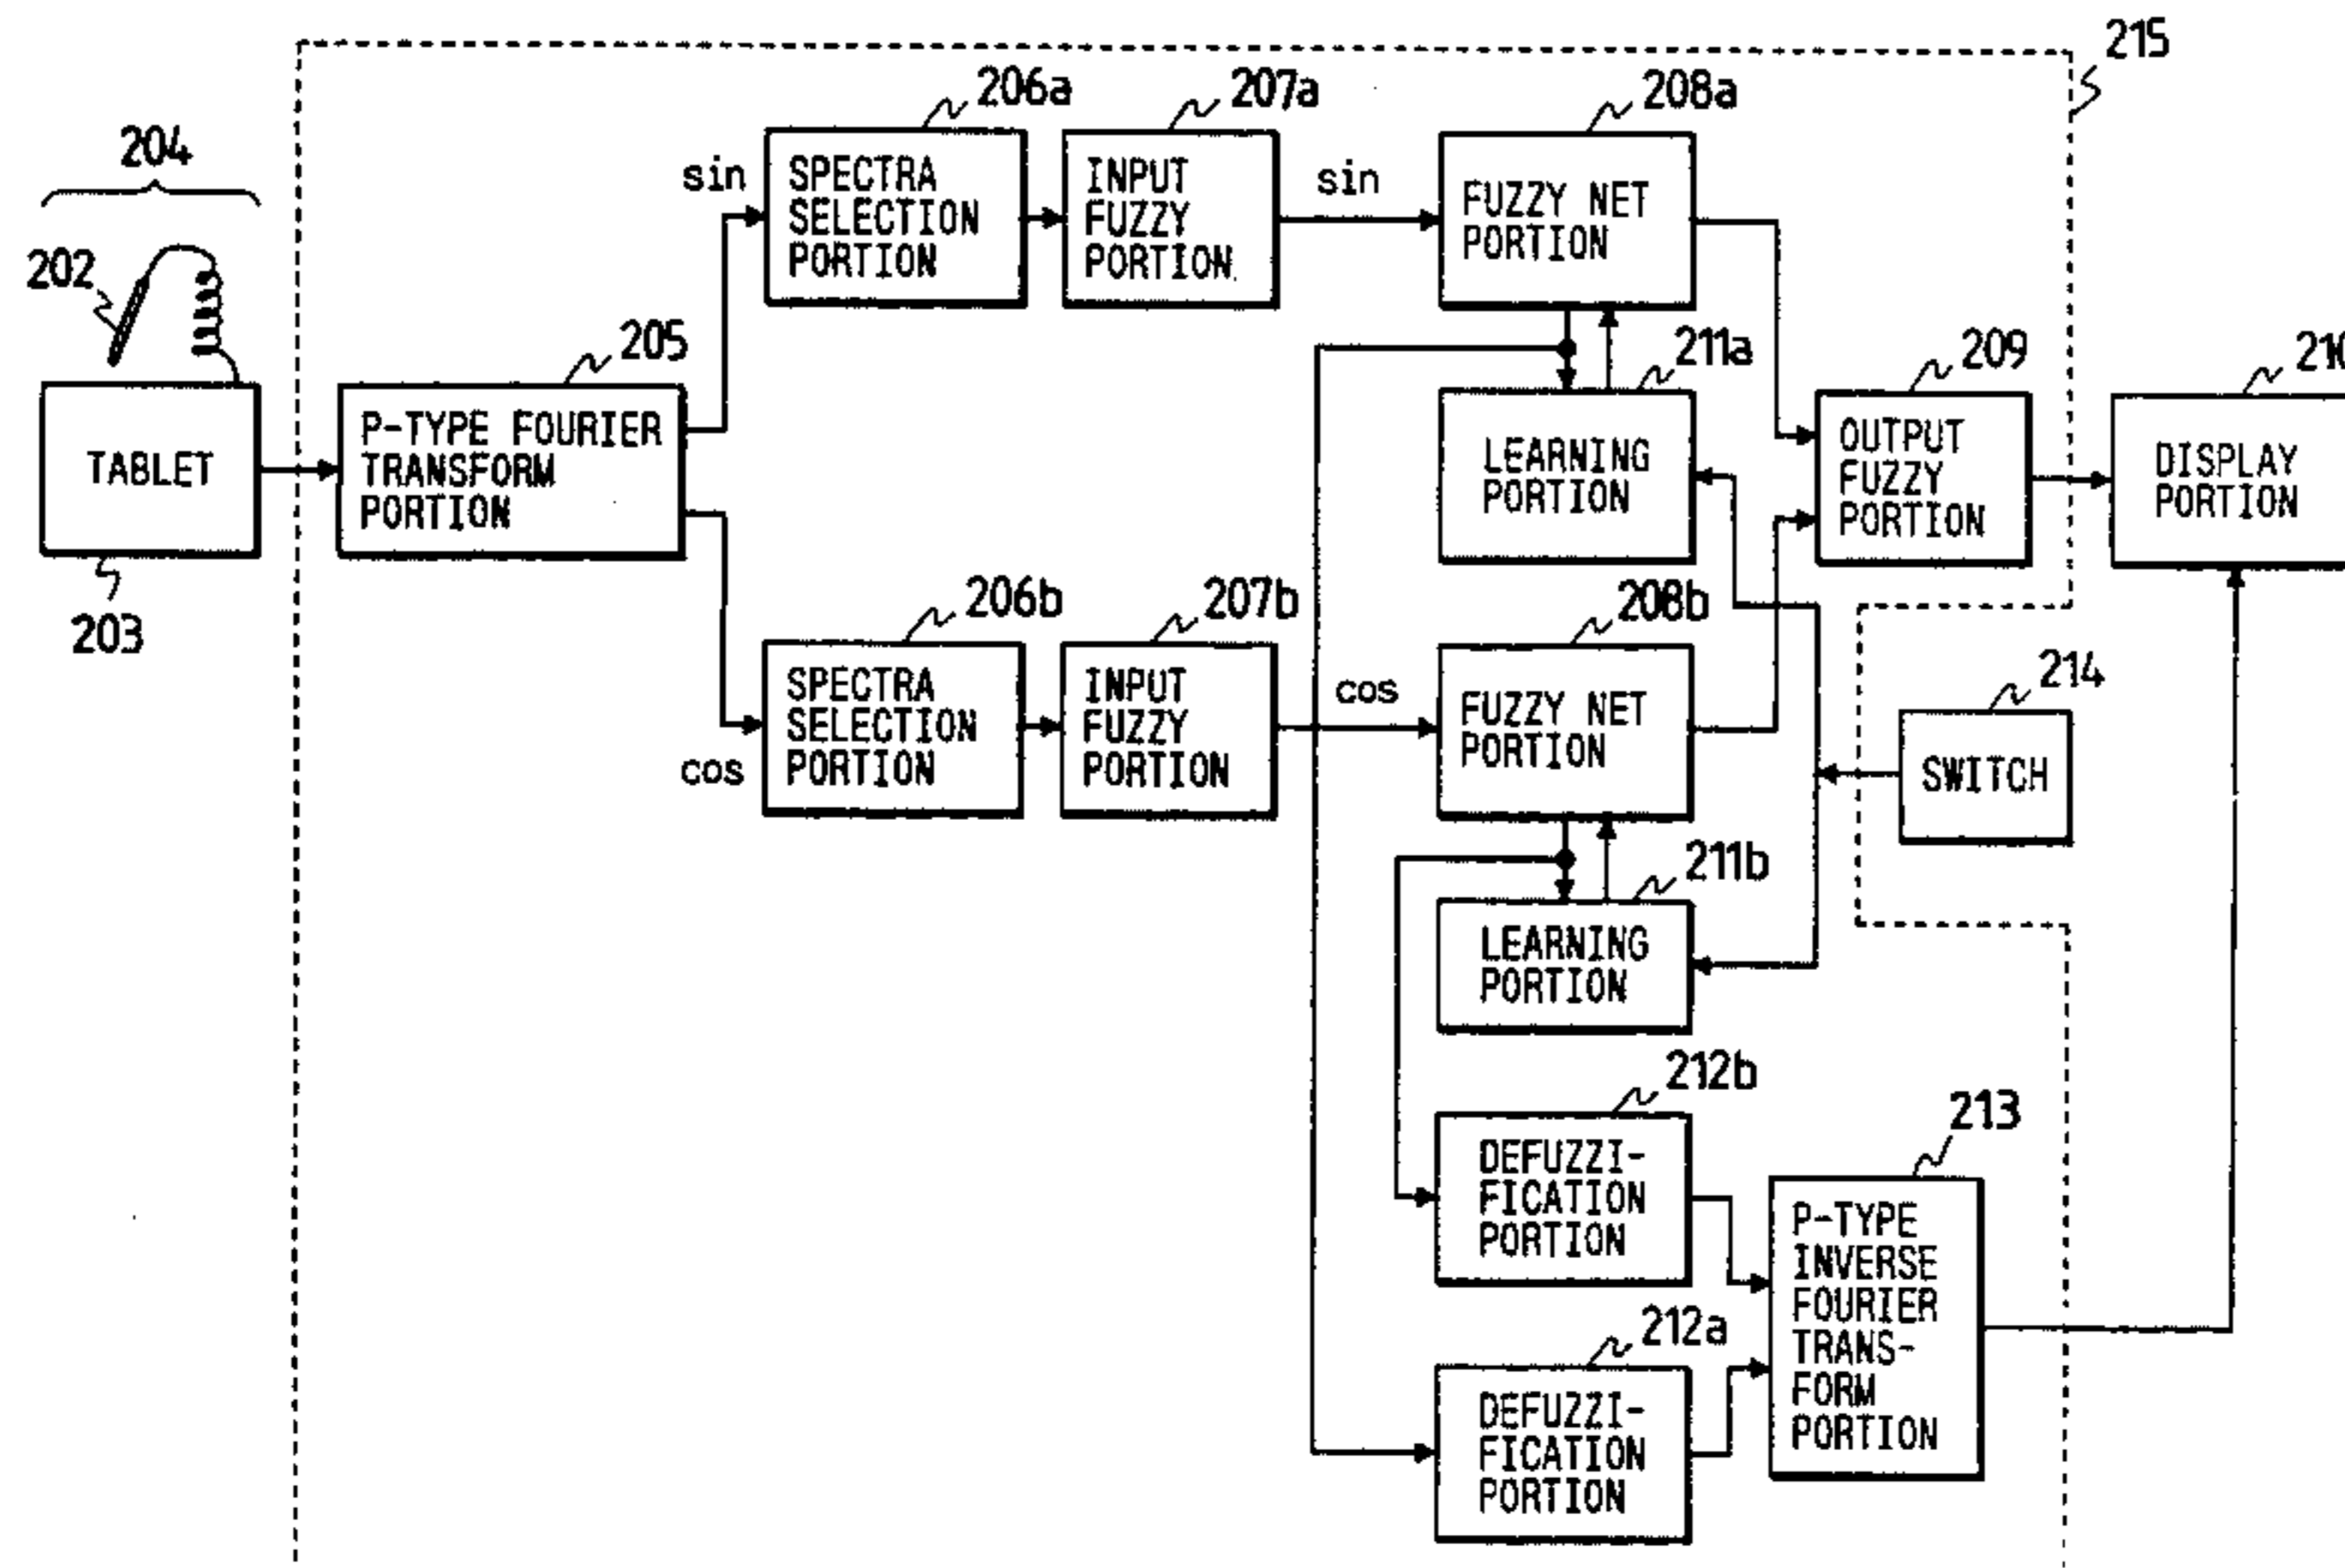 215
206a
207a
208a
204
sin
SPECTRA
SELECTION
PORTION
INPUT
FUZZY
PORTION
sin
FUZZY NET
PORTION
202
205
211a
209
TABLET
P-TYPE FOURIER
TRANSFORM
PORTION
LEARNING
PORTION
OUTPUT
FUZZY
PORTION
DISPLAY
PORTION
203
206b
207b
208b
cos
SPECTRA
SELECTION
PORTION
INPUT
FUZZY
PORTION
cos
FUZZY NET
PORTION
214
SWITCH
211b
LEARNING
PORTION
212b
DEFUZZI-
FICATION
PORTION
213
P-TYPE
INVERSE
FOURIER
TRANS-
FORM
PORTION
212a
DEFUZZI-
FICATION
PORTION